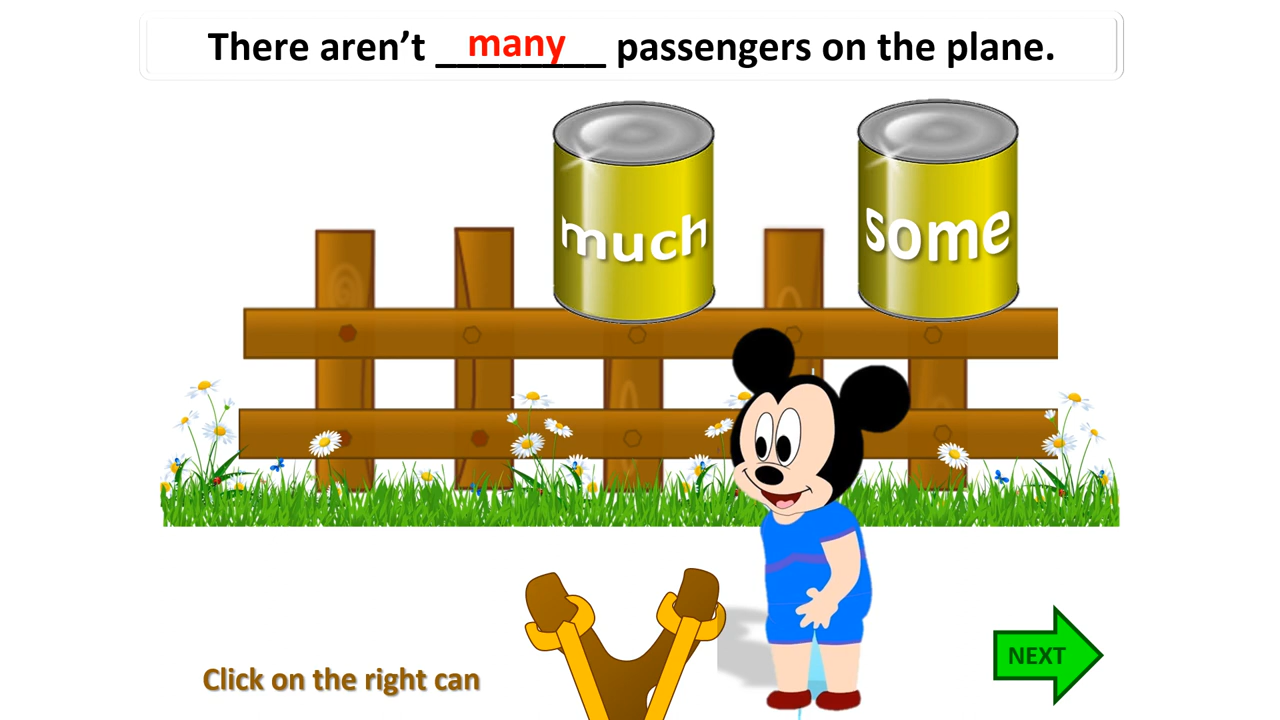 There aren’t many passengers on the plane.
much
some
Click on the right can
NEXT